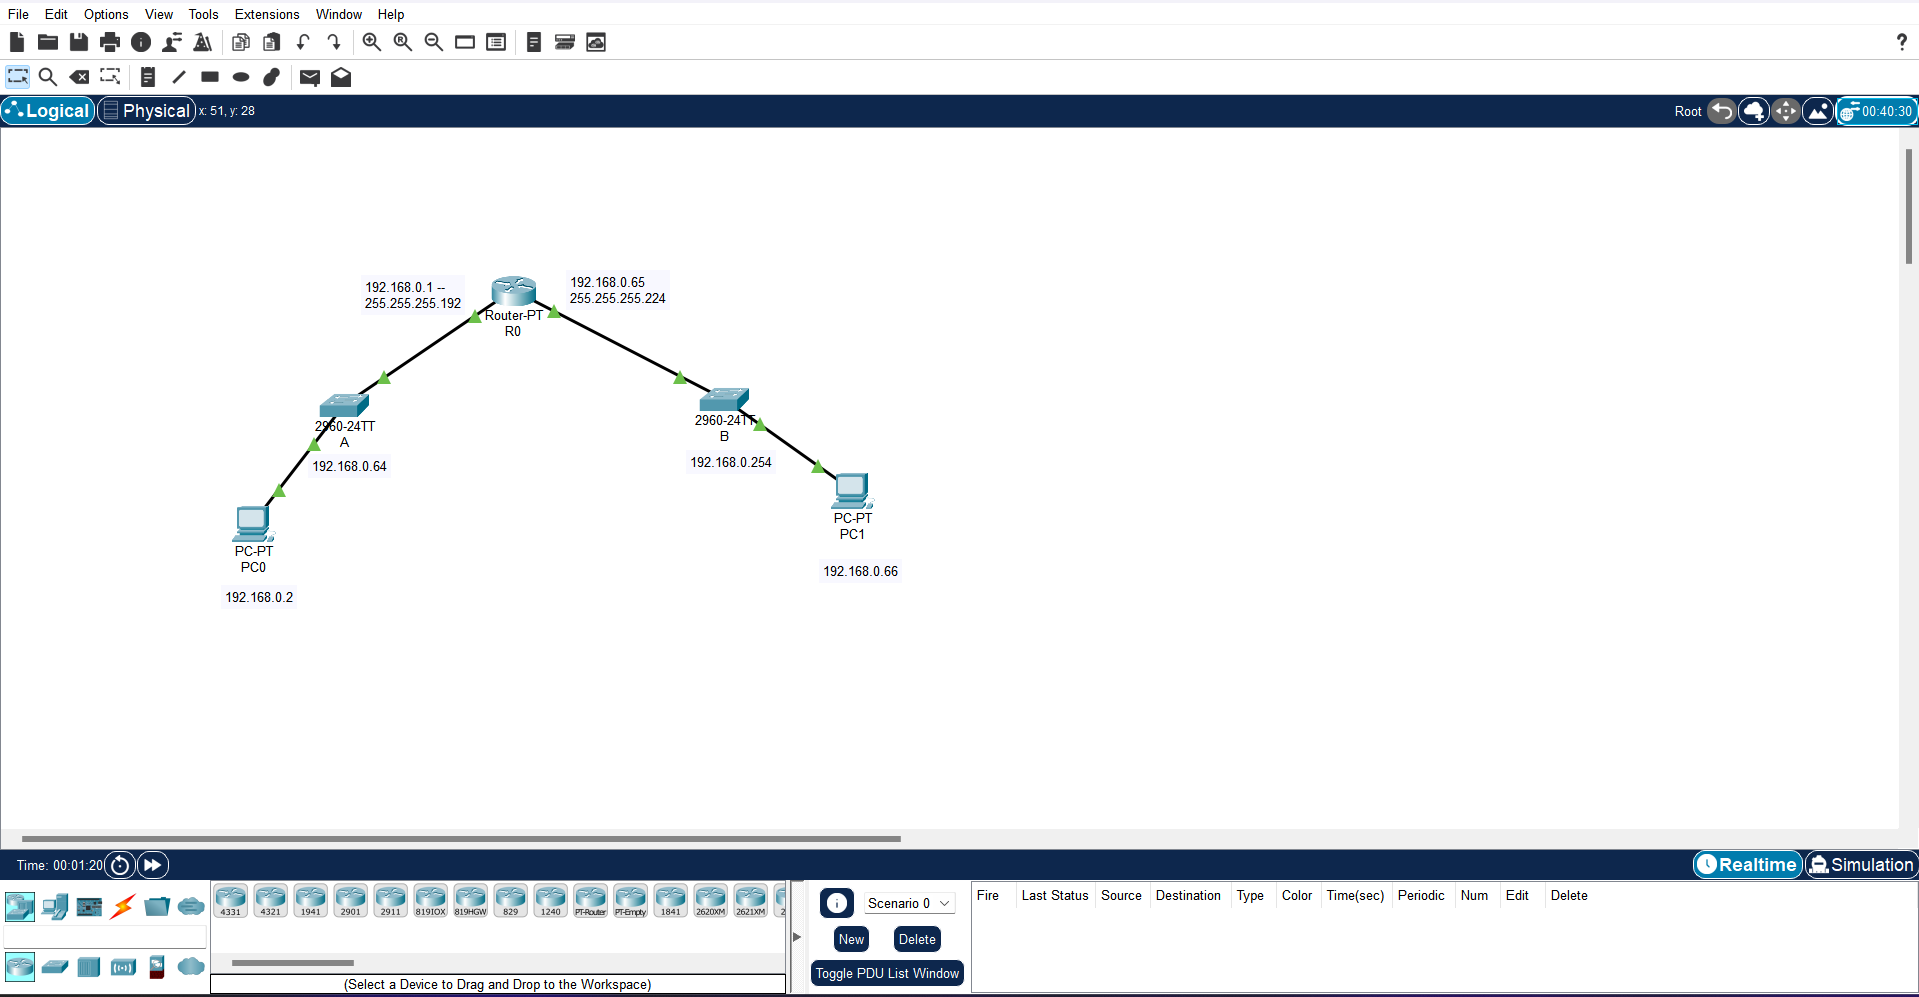 File Edit Options View Tools Extensions Window Help
?
Logical Physical x: 51, y: 28 Root 00:40:30
192.168.0.1 --
255.255.255.192
192.168.0.65
255.255.255.224
Router-PT
R0
2960-24TT
A
192.168.0.64
2960-24TT
B
192.168.0.254
PC-PT
PC0
192.168.0.2
PC-PT
PC1
192.168.0.66
Time: 00:01:20 Realtime Simulation
4331 4321 1941 2901 2911 819IOX 819HGW 829 1240 PT-Router PT-Empty 1841 2620XM 2621XM 2
(Select a Device to Drag and Drop to the Workspace)
Scenario 0
New Delete
Toggle PDU List Window
Fire Last Status Source Destination Type Color Time(sec) Periodic Num Edit Delete